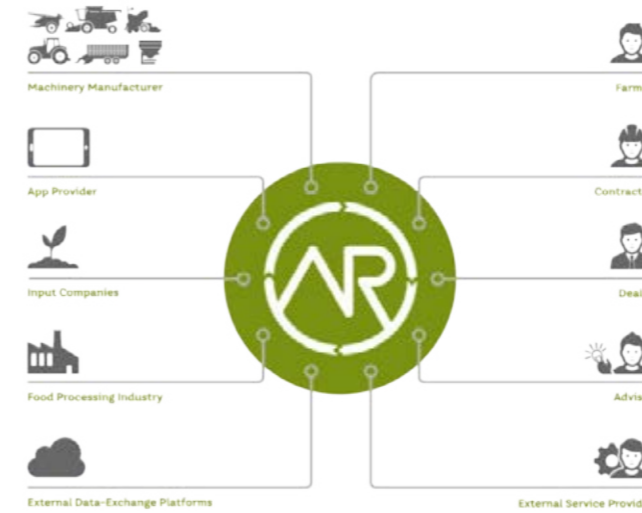 Machinery Manufacturer
Farm
App Provider
Contract
Input Companies
Deal
Food Processing Industry
Advis
External Data-Exchange Platforms
External Service Provid
AR